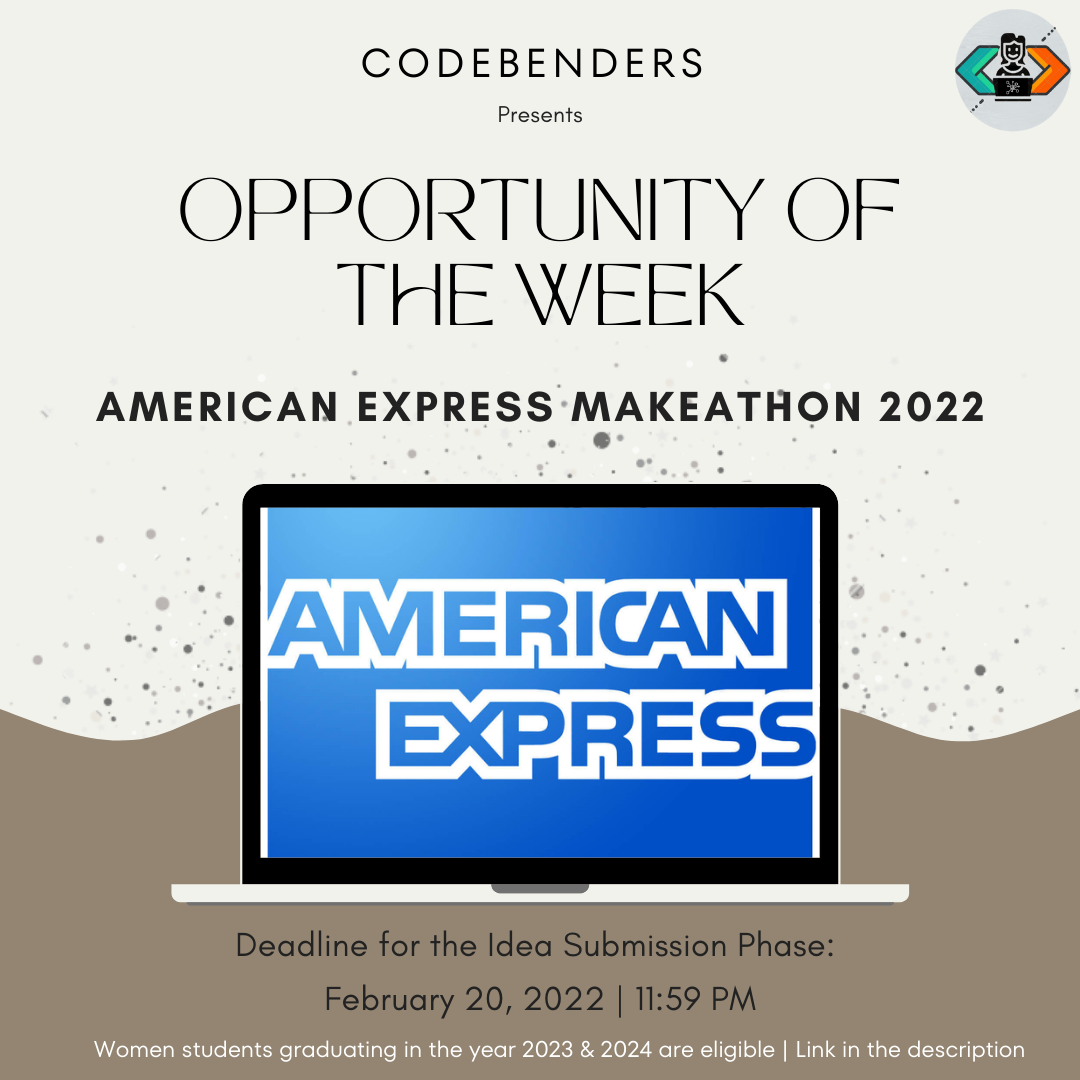 CODEBENDERS
Presents
OPPORTUNITY OF
THE WEEK
AMERICAN EXPRESS MAKEATHON 2022
AMERICAN
EXPRESS
Deadline for the Idea Submission Phase:
February 20, 2022 | 11:59 PM
Women students graduating in the year 2023 & 2024 are eligible | Link in the description